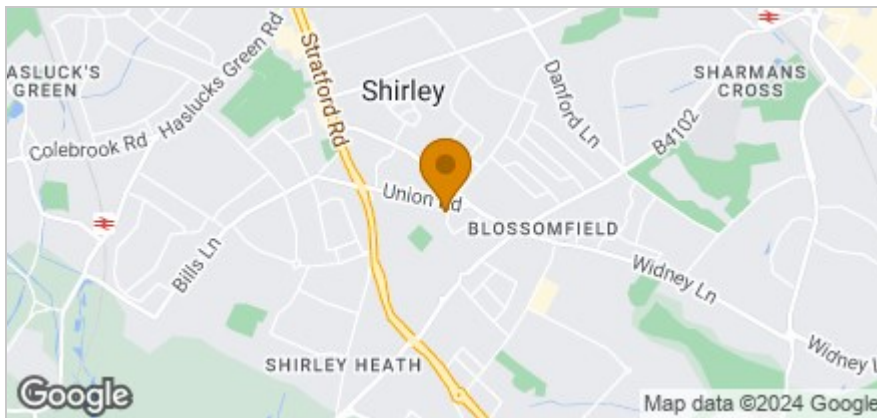 ASLUCK'S
GREEN
Haslucks Green Rd
Stratford Rd
Shirley
Danford Ln
SHARMANS
CROSS
B4102
Colebrook Rd
Union Rd
BLOSSOMFIELD
Bills Ln
Widney Ln
SHIRLEY HEATH
Widney
Google
Map data ©2024 Google